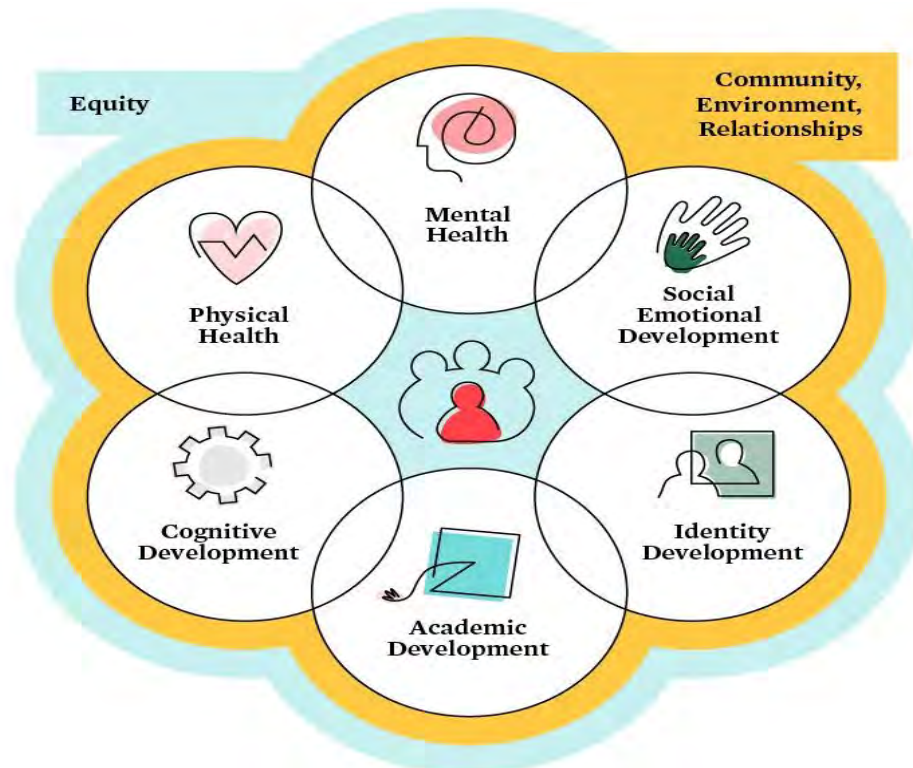 Equity
Community,
Environment,
Relationships
Mental
Health
Physical
Health
Social
Emotional
Development
Cognitive
Development
Identity
Development
Academic
Development